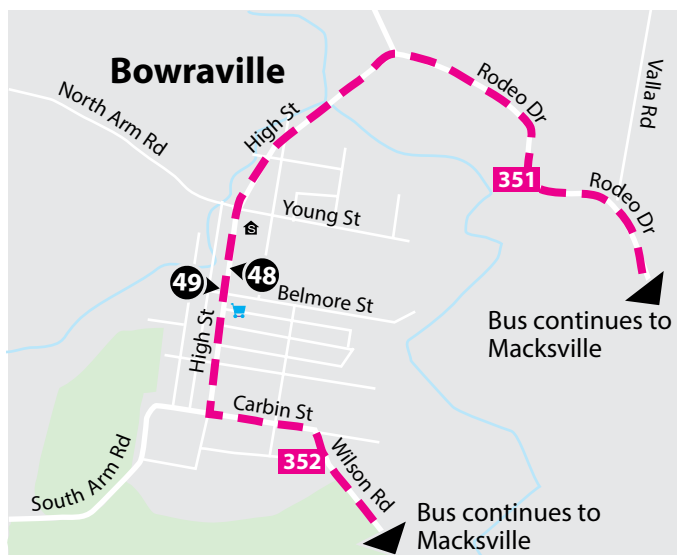 Bowraville
North Arm Rd
High St
Rodeo Dr
Valla Rd
351
Rodeo Dr
Young St
S
49
48
Belmore St
High St
Bus continues to
Macksville
Carbin St
352
Wilson Rd
South Arm Rd
Bus continues to
Macksville